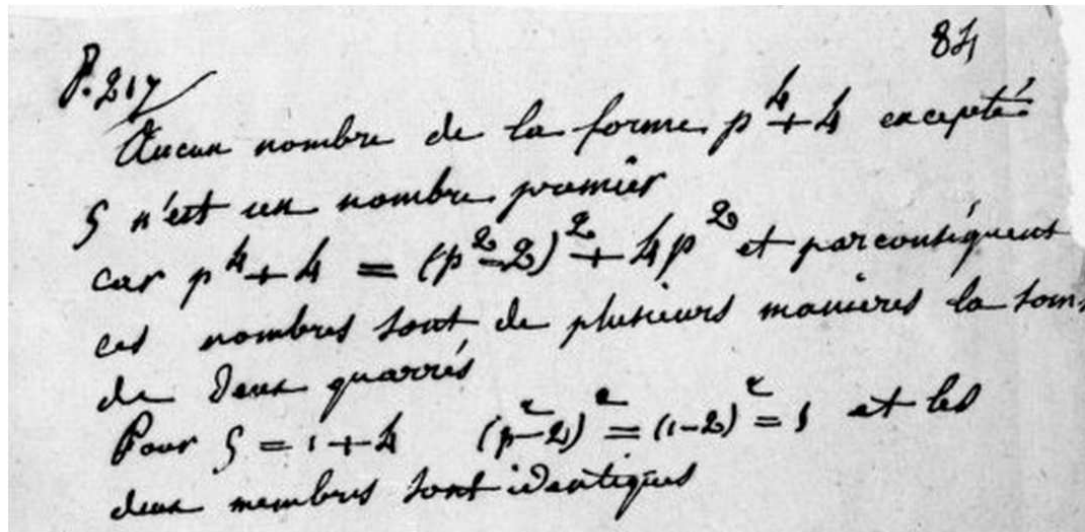 84
P. 217
Aucun nombre de la forme p⁴+4 excepté
5 n'est un nombre premier
car p⁴+4 = (p²-2)²+4p² et parconséquent
ces nombres sont de plusieurs manières la som
de deux quarrés
Pour 5 = 1+4 (p²-2)² = (1-2)² = 1 et les
deux membres sont identiques